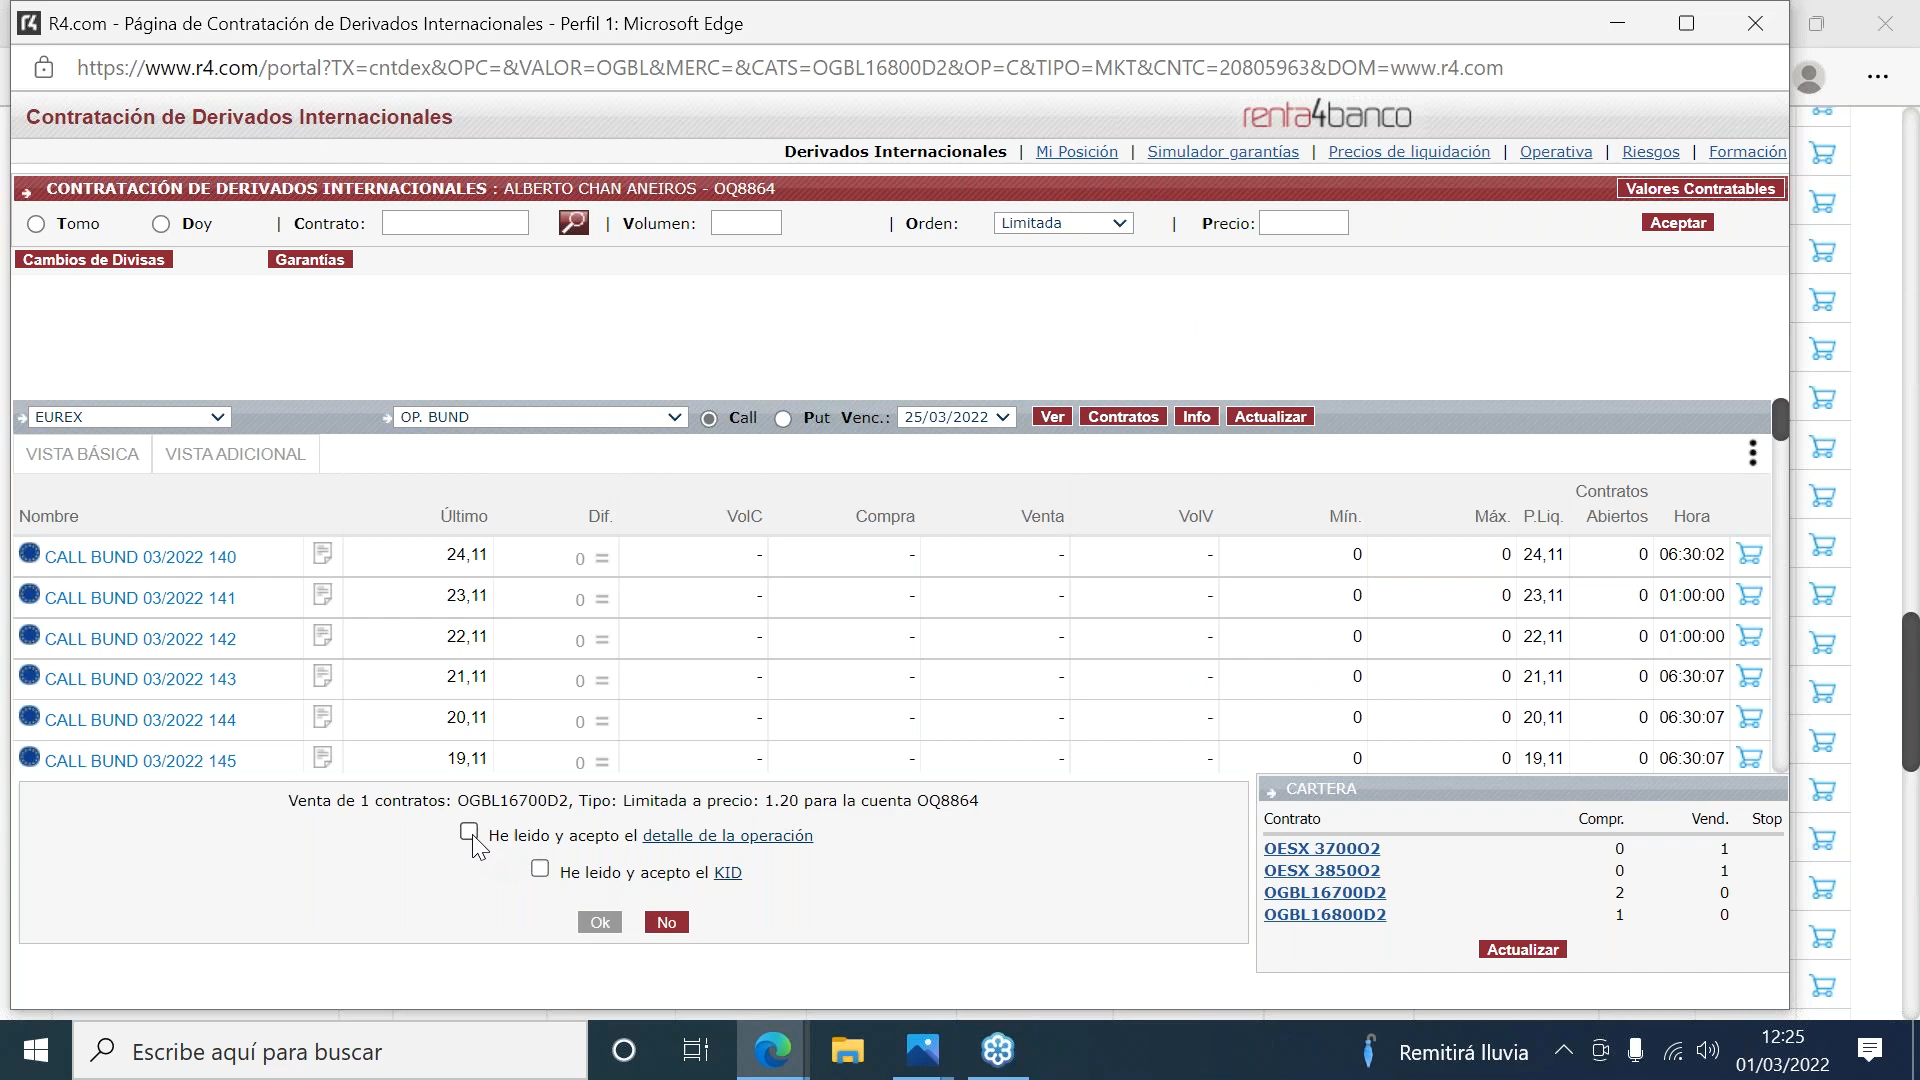 R4.com - Página de Contratación de Derivados Internacionales - Perfil 1: Microsoft Edge
https://www.r4.com/portal?TX=cntdex&OPC=&VALOR=OGBL&MERC=&CATS=OGBL16800D2&OP=C&TIPO=MKT&CNTC=20805963&DOM=www.r4.com
Contratación de Derivados Internacionales
renta4banco
Derivados Internacionales | Mi Posición | Simulador garantías | Precios de liquidación | Operativa | Riesgos | Formación
CONTRATACIÓN DE DERIVADOS INTERNACIONALES : ALBERTO CHAN ANEIROS - OQ8864 Valores Contratables
Tomo Doy | Contrato: | Volumen: | Orden: Limitada | Precio: Aceptar
Cambios de Divisas Garantías
EUREX OP. BUND Call Put Venc.: 25/03/2022 Ver Contratos Info Actualizar
VISTA BÁSICA VISTA ADICIONAL
Nombre Último Dif. VolC Compra Venta VolV Mín. Máx. P.Liq. Contratos Abiertos Hora
CALL BUND 03/2022 140 24,11 0 = - - - - 0 0 24,11 0 06:30:02
CALL BUND 03/2022 141 23,11 0 = - - - - 0 0 23,11 0 01:00:00
CALL BUND 03/2022 142 22,11 0 = - - - - 0 0 22,11 0 01:00:00
CALL BUND 03/2022 143 21,11 0 = - - - - 0 0 21,11 0 06:30:07
CALL BUND 03/2022 144 20,11 0 = - - - - 0 0 20,11 0 06:30:07
CALL BUND 03/2022 145 19,11 0 = - - - - 0 0 19,11 0 06:30:07
Venta de 1 contratos: OGBL16700D2, Tipo: Limitada a precio: 1.20 para la cuenta OQ8864
He leido y acepto el detalle de la operación
He leido y acepto el KID
Ok No
CARTERA
Contrato Compr. Vend. Stop
OESX 3700O2 0 1
OESX 3850O2 0 1
OGBL16700D2 2 0
OGBL16800D2 1 0
Actualizar
Escribe aquí para buscar
Remitirá lluvia
12:25
01/03/2022